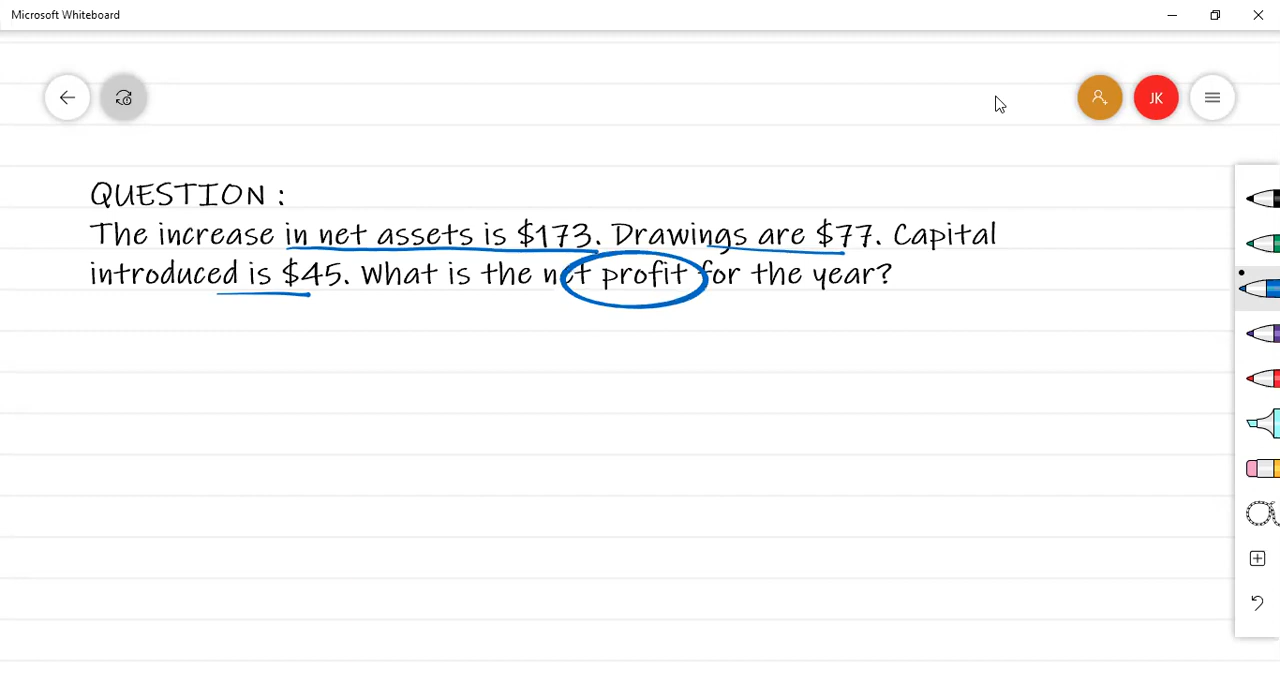 Microsoft Whiteboard
JK
QUESTION :
The increase in net assets is $173. Drawings are $77. Capital
introduced is $45. What is the net profit for the year?